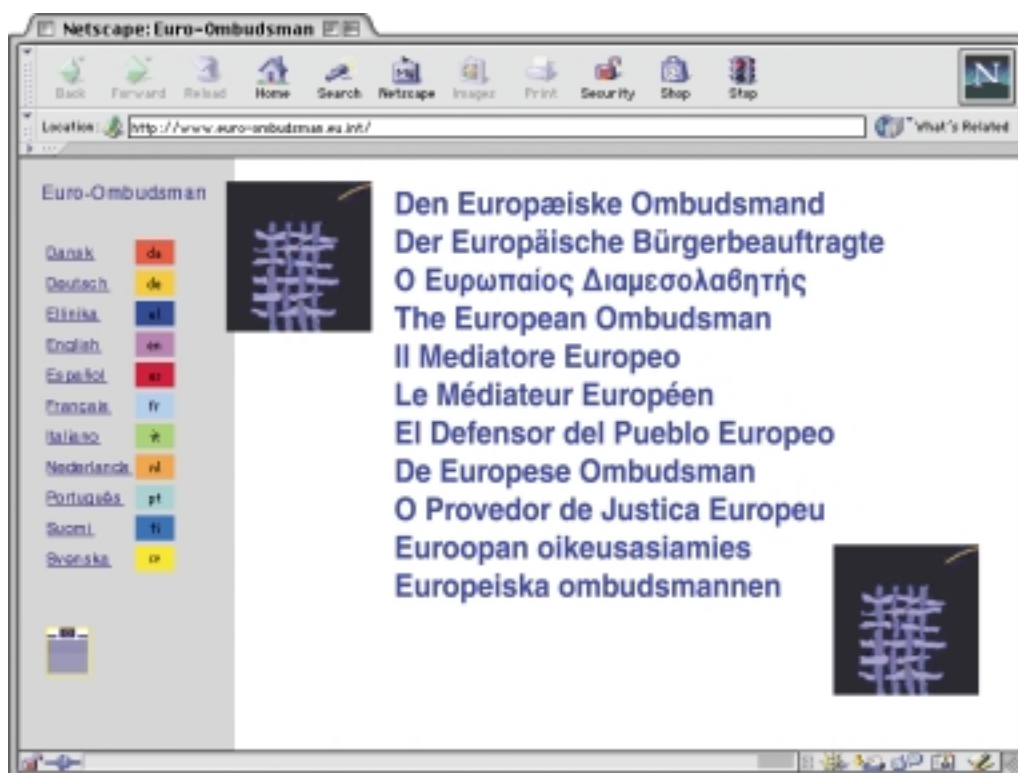 Netscape: Euro-Ombudsman
Back Forward Reload Home Search Netscape Images Print Security Shop Stop
N
Location: http://www.euro-ombudsman.eu.int/ What's Related
Euro-Ombudsman
Dansk da
Deutsch de
Ellinika el
English en
Español es
Français fr
Italiano it
Nederlands nl
Português pt
Suomi fi
Svenska
Den Europæiske Ombudsmand
Der Europäische Bürgerbeauftragte
Ο Ευρωπαίος Διαμεσολαβητής
The European Ombudsman
Il Mediatore Europeo
Le Médiateur Européen
El Defensor del Pueblo Europeo
De Europese Ombudsman
O Provedor de Justica Europeu
Euroopan oikeusasiamies
Europeiska ombudsmannen